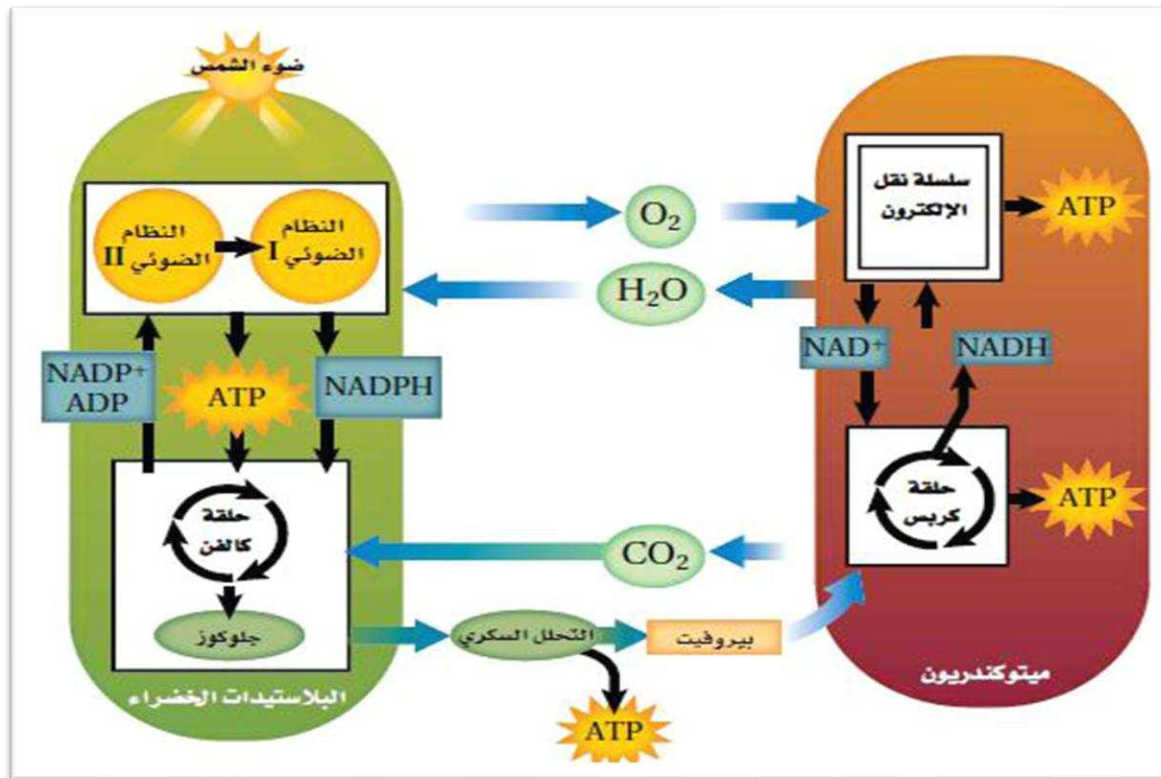 ضوء الشمس
النظام
الضوئي II
النظام
الضوئي I
NADP+
ADP
ATP
NADPH
حلقة
كالفن
جلوكوز
البلاستيدات الخضراء
O₂
H₂O
CO₂
التحلل السكري
بيروفيت
ATP
سلسلة نقل
الإلكترون
ATP
NAD+
NADH
حلقة
كربس
ATP
ميتوكندريون